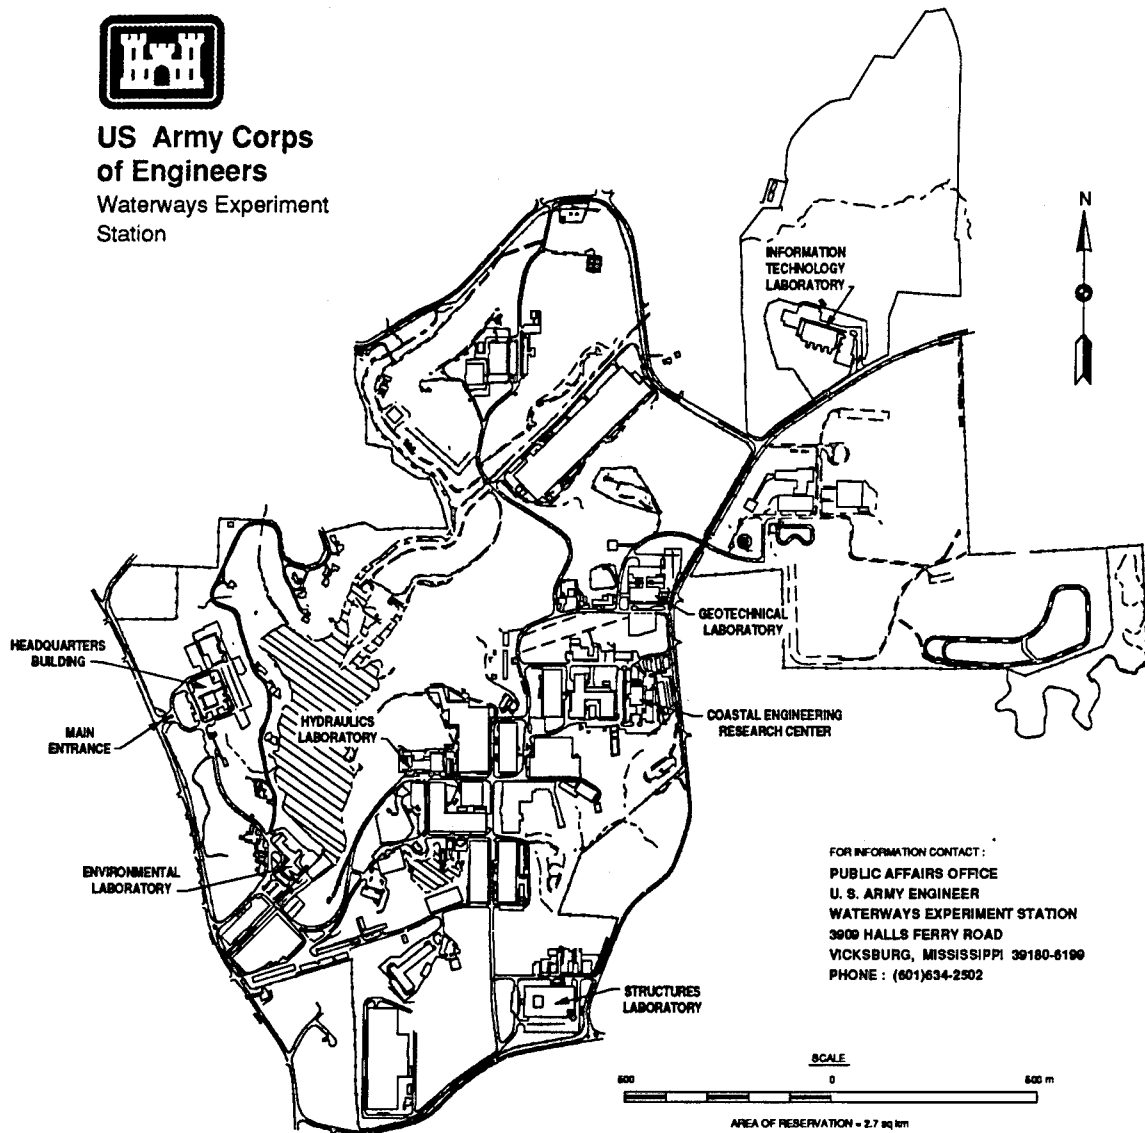 US Army Corps
of Engineers
Waterways Experiment
Station
N
INFORMATION
TECHNOLOGY
LABORATORY
GEOTECHNICAL
LABORATORY
HEADQUARTERS
BUILDING
MAIN
ENTRANCE
HYDRAULICS
LABORATORY
COASTAL ENGINEERING
RESEARCH CENTER
ENVIRONMENTAL
LABORATORY
STRUCTURES
LABORATORY
FOR INFORMATION CONTACT :
PUBLIC AFFAIRS OFFICE
U. S. ARMY ENGINEER
WATERWAYS EXPERIMENT STATION
3909 HALLS FERRY ROAD
VICKSBURG, MISSISSIPPI 39180-6199
PHONE : (601)634-2502
SCALE
500 0 500 m
AREA OF RESERVATION = 2.7 sq km